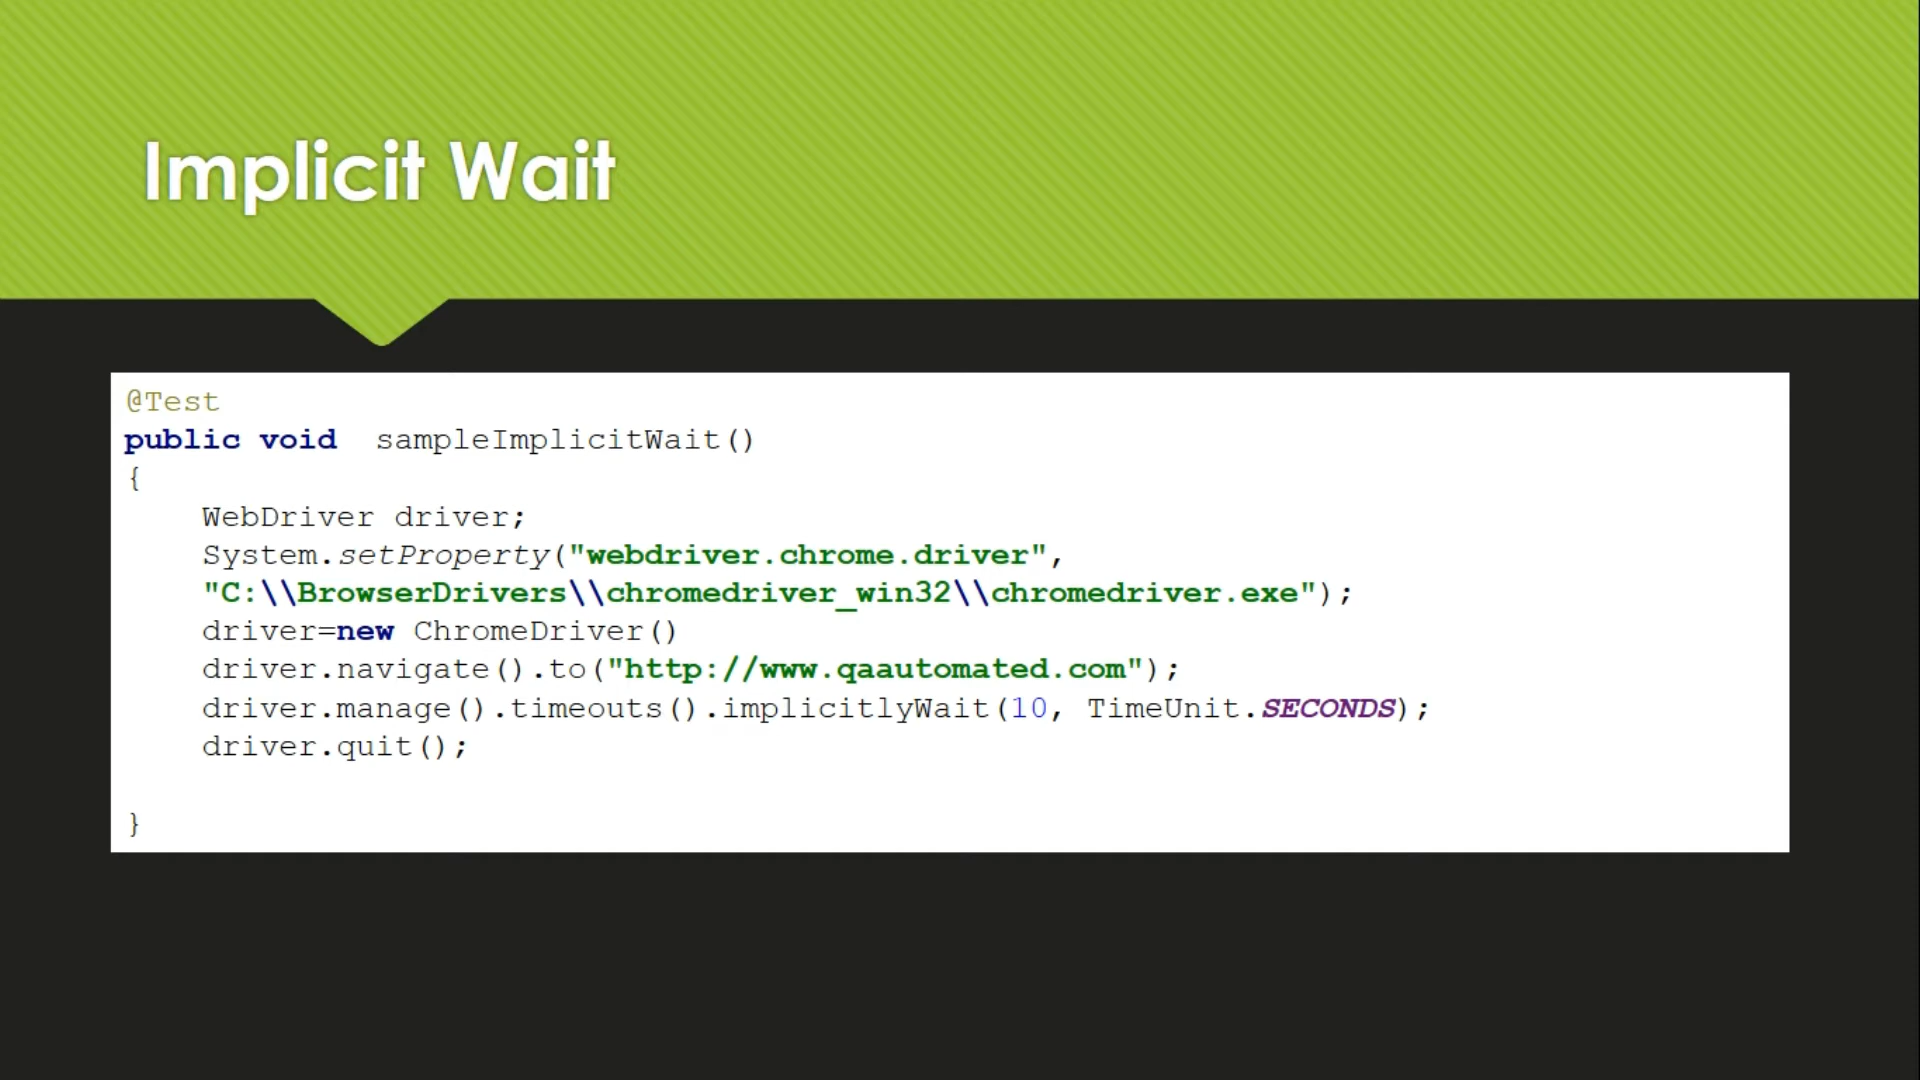 Implicit Wait
@Test
public void  sampleImplicitWait()
{
    WebDriver driver;
    System.setProperty("webdriver.chrome.driver",
    "C:\\BrowserDrivers\\chromedriver_win32\\chromedriver.exe");
    driver=new ChromeDriver()
    driver.navigate().to("http://www.qaautomated.com");
    driver.manage().timeouts().implicitlyWait(10, TimeUnit.SECONDS);
    driver.quit();
}